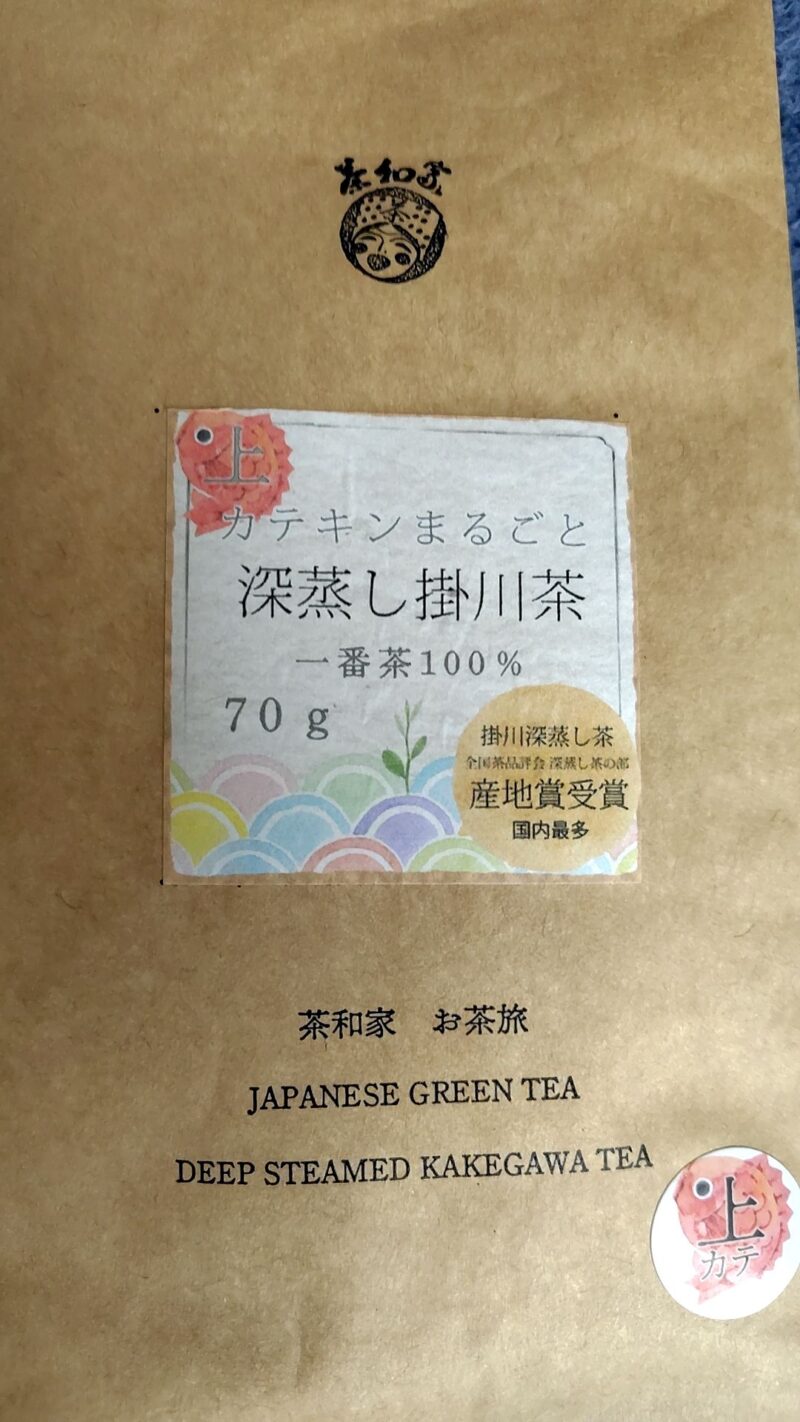 茶和家
上
カテキンまるごと
深蒸し掛川茶
一番茶100%
70g
掛川深蒸し茶
全国茶品評会 深蒸し茶の部
産地賞受賞
国内最多
茶和家 お茶旅
JAPANESE GREEN TEA
DEEP STEAMED KAKEGAWA TEA
上
カテ